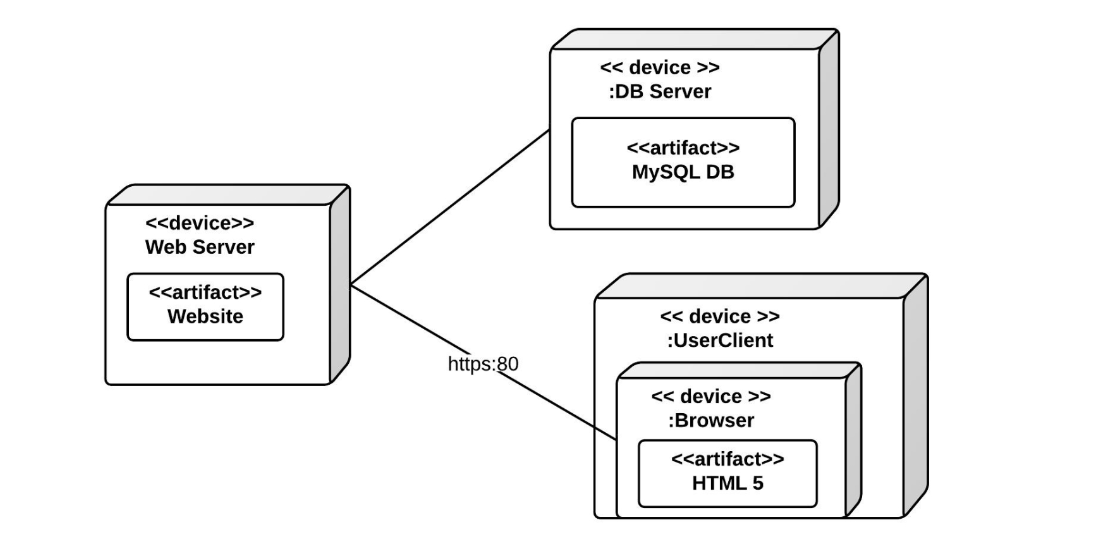 << device >>
:DB Server
<<artifact>>
MySQL DB
<<device>>
Web Server
<<artifact>>
Website
https:80
<< device >>
:UserClient
<< device >>
:Browser
<<artifact>>
HTML 5